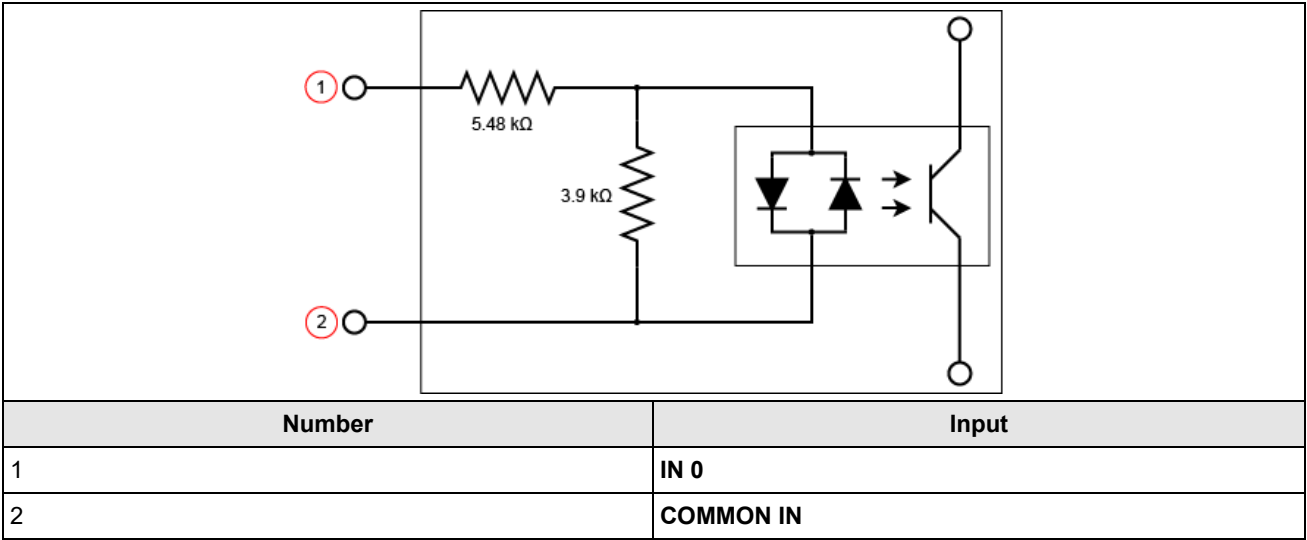 1
5.48 kΩ
3.9 kΩ
2
Number Input
1 IN 0
2 COMMON IN